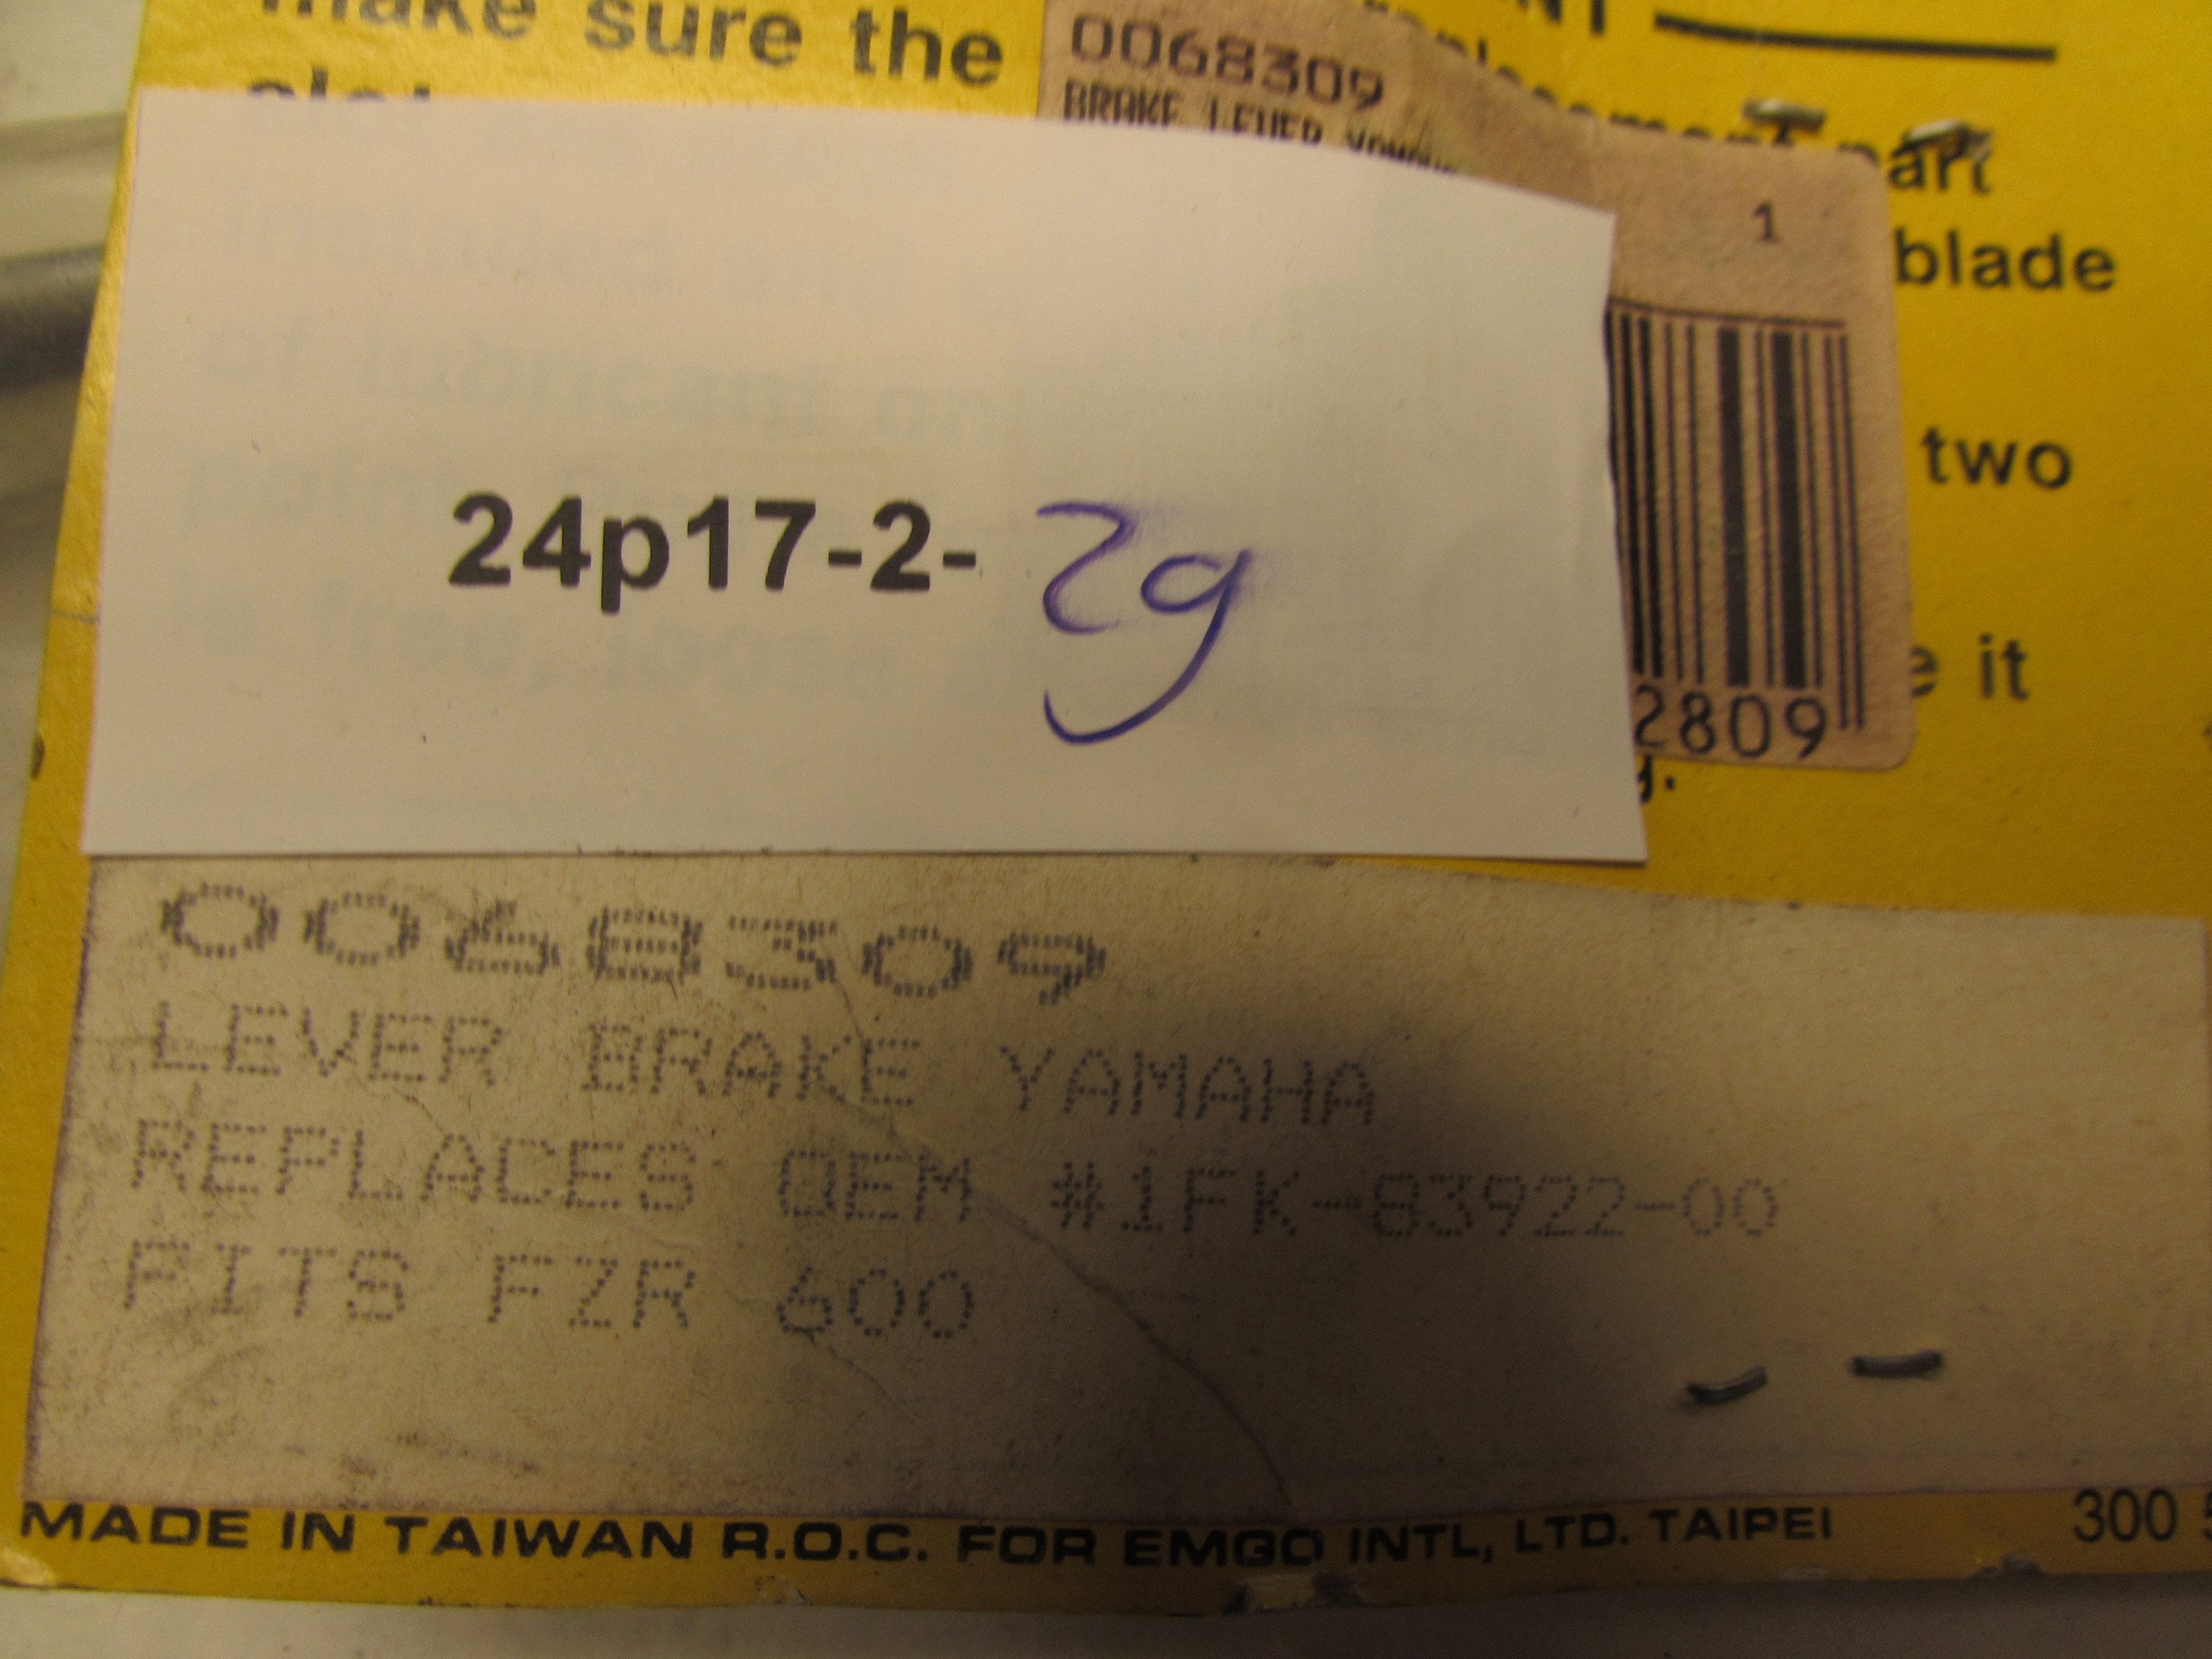 make sure the
0068309
BRAKE LEVER
part
1
blade
two
it
2809
24p17-2-29
0068309
LEVER BRAKE YAMAHA
REPLACES OEM #1FK-83922-00
FITS FZR 600
MADE IN TAIWAN R.O.C. FOR EMGO INTL, LTD. TAIPEI
300